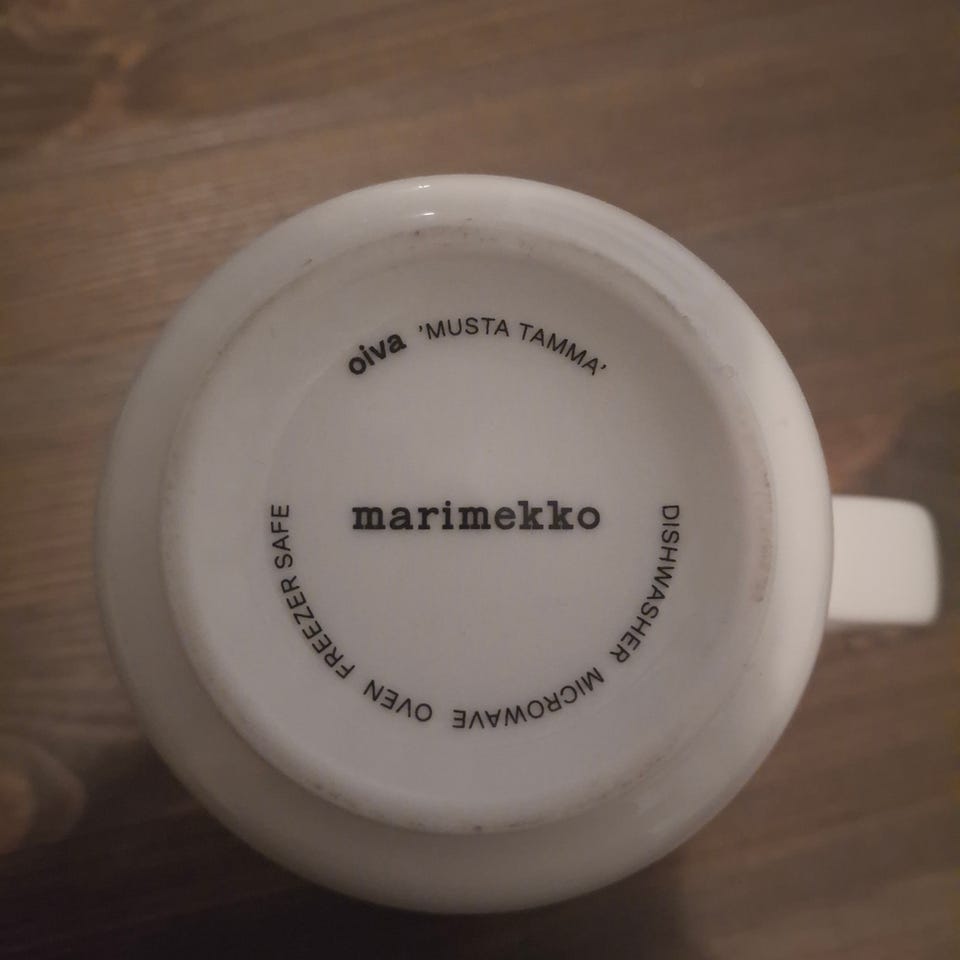 oiva 'MUSTA TAMMA'
marimekko
DISHWASHER MICROWAVE OVEN FREEZER SAFE